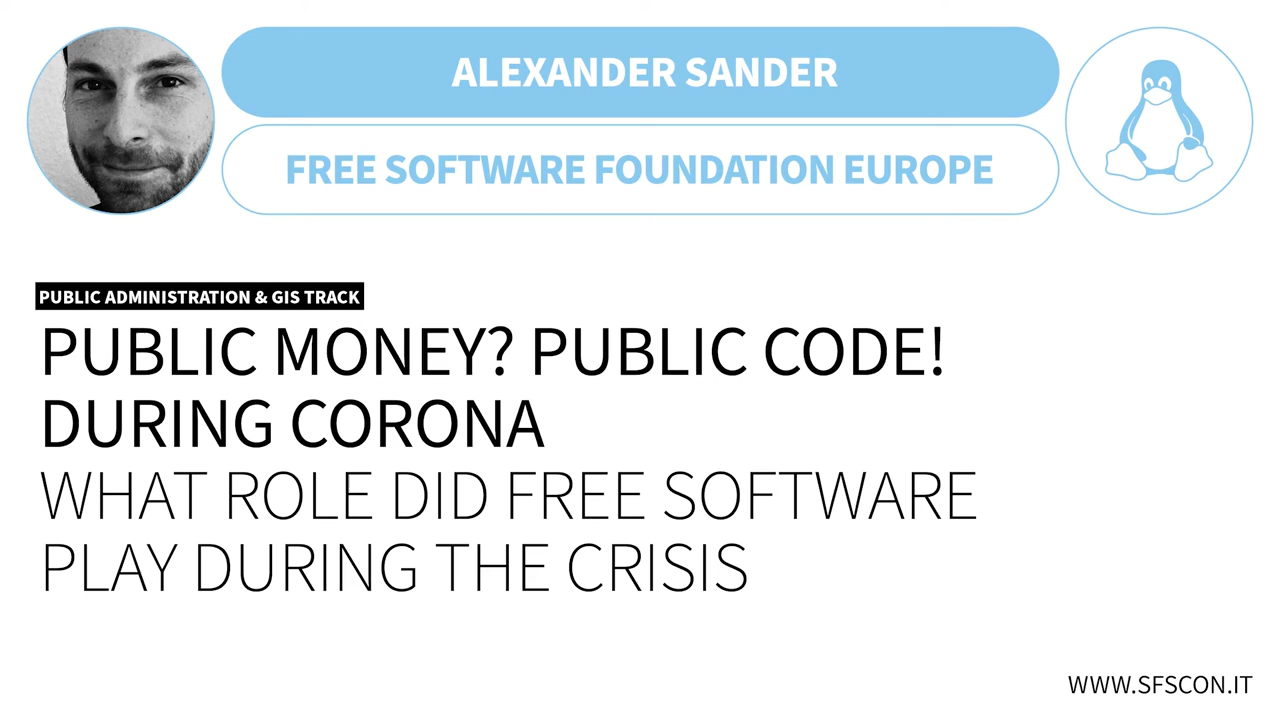 ALEXANDER SANDER
FREE SOFTWARE FOUNDATION EUROPE
PUBLIC ADMINISTRATION & GIS TRACK
PUBLIC MONEY? PUBLIC CODE!
DURING CORONA
WHAT ROLE DID FREE SOFTWARE
PLAY DURING THE CRISIS
WWW.SFSCON.IT